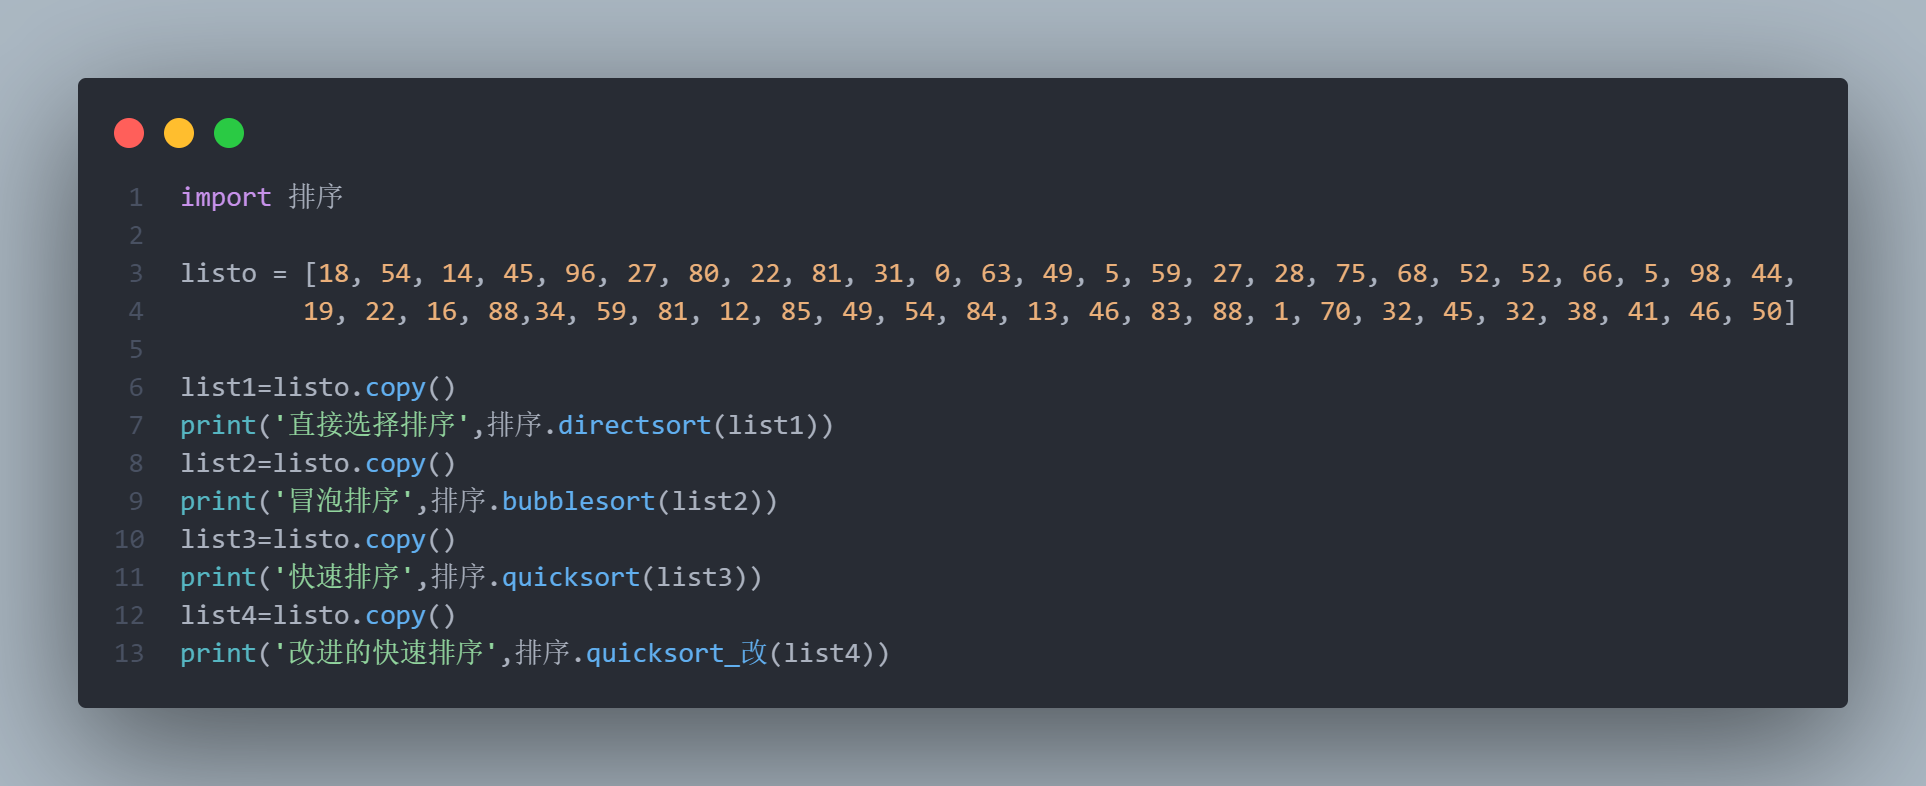 1 import 排序
2
3 listo = [18, 54, 14, 45, 96, 27, 80, 22, 81, 31, 0, 63, 49, 5, 59, 27, 28, 75, 68, 52, 52, 66, 5, 98, 44,
4         19, 22, 16, 88,34, 59, 81, 12, 85, 49, 54, 84, 13, 46, 83, 88, 1, 70, 32, 45, 32, 38, 41, 46, 50]
5
6 list1=listo.copy()
7 print('直接选择排序',排序.directsort(list1))
8 list2=listo.copy()
9 print('冒泡排序',排序.bubblesort(list2))
10 list3=listo.copy()
11 print('快速排序',排序.quicksort(list3))
12 list4=listo.copy()
13 print('改进的快速排序',排序.quicksort_改(list4))